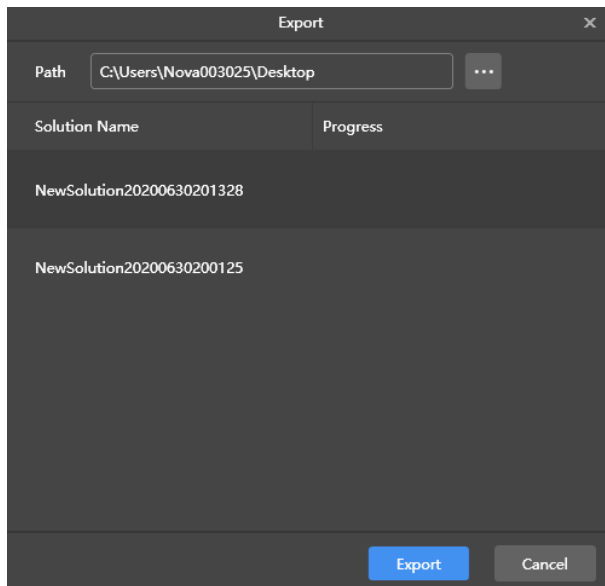 Export
Path C:\Users\Nova003025\Desktop ...
Solution Name Progress
NewSolution20200630201328
NewSolution20200630200125
Export Cancel